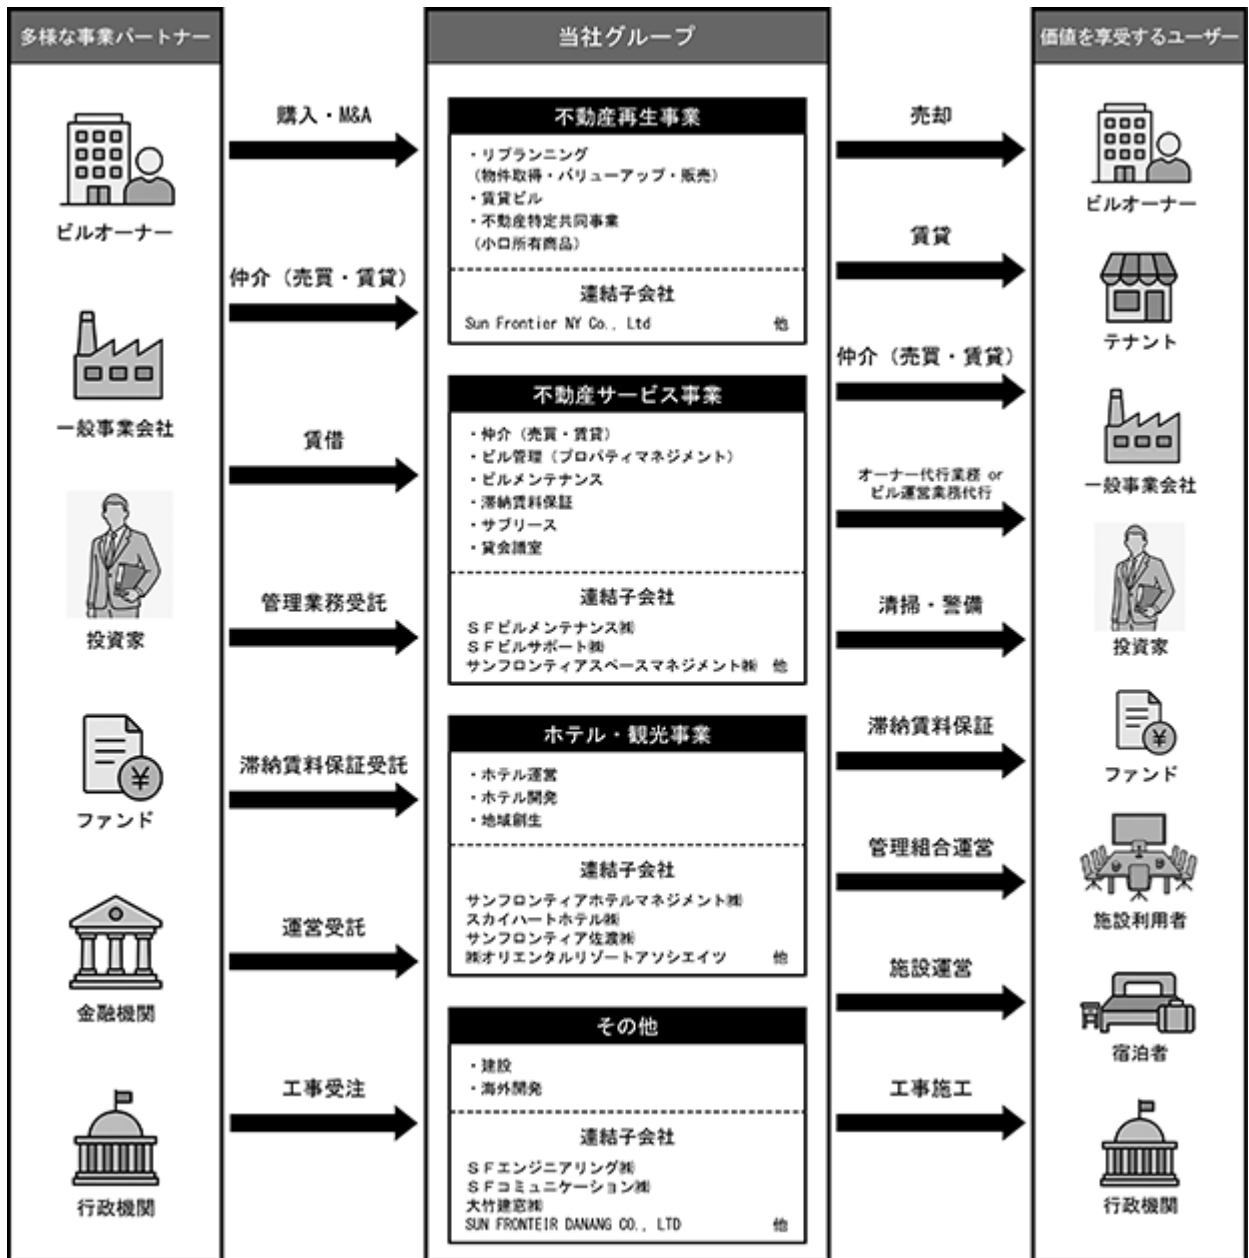 多様な事業パートナー
ビルオーナー
一般事業会社
投資家
ファンド
金融機関
行政機関
購入・M&A
仲介（売買・賃貸）
賃借
管理業務受託
滞納賃料保証受託
運営受託
工事受注
当社グループ
不動産再生事業
・リプランニング
（物件取得・バリューアップ・販売）
・賃貸ビル
・不動産特定共同事業
（小口所有商品）
連結子会社
Sun Frontier NY Co., Ltd 他
不動産サービス事業
・仲介（売買・賃貸）
・ビル管理（プロパティマネジメント）
・ビルメンテナンス
・滞納賃料保証
・サブリース
・貸会議室
連結子会社
ＳＦビルメンテナンス㈱
ＳＦビルサポート㈱
サンフロンティアスペースマネジメント㈱ 他
ホテル・観光事業
・ホテル運営
・ホテル開発
・地域創生
連結子会社
サンフロンティアホテルマネジメント㈱
スカイハートホテル㈱
サンフロンティア佐渡㈱
㈱オリエンタルリゾートアソシエイツ 他
その他
・建設
・海外開発
連結子会社
ＳＦエンジニアリング㈱
ＳＦコミュニケーション㈱
大竹建窓㈱
SUN FRONTEIR DANANG CO., LTD 他
売却
賃貸
仲介（売買・賃貸）
オーナー代行業務 or
ビル運営業務代行
清掃・警備
滞納賃料保証
管理組合運営
施設運営
工事施工
価値を享受するユーザー
ビルオーナー
テナント
一般事業会社
投資家
ファンド
施設利用者
宿泊者
行政機関